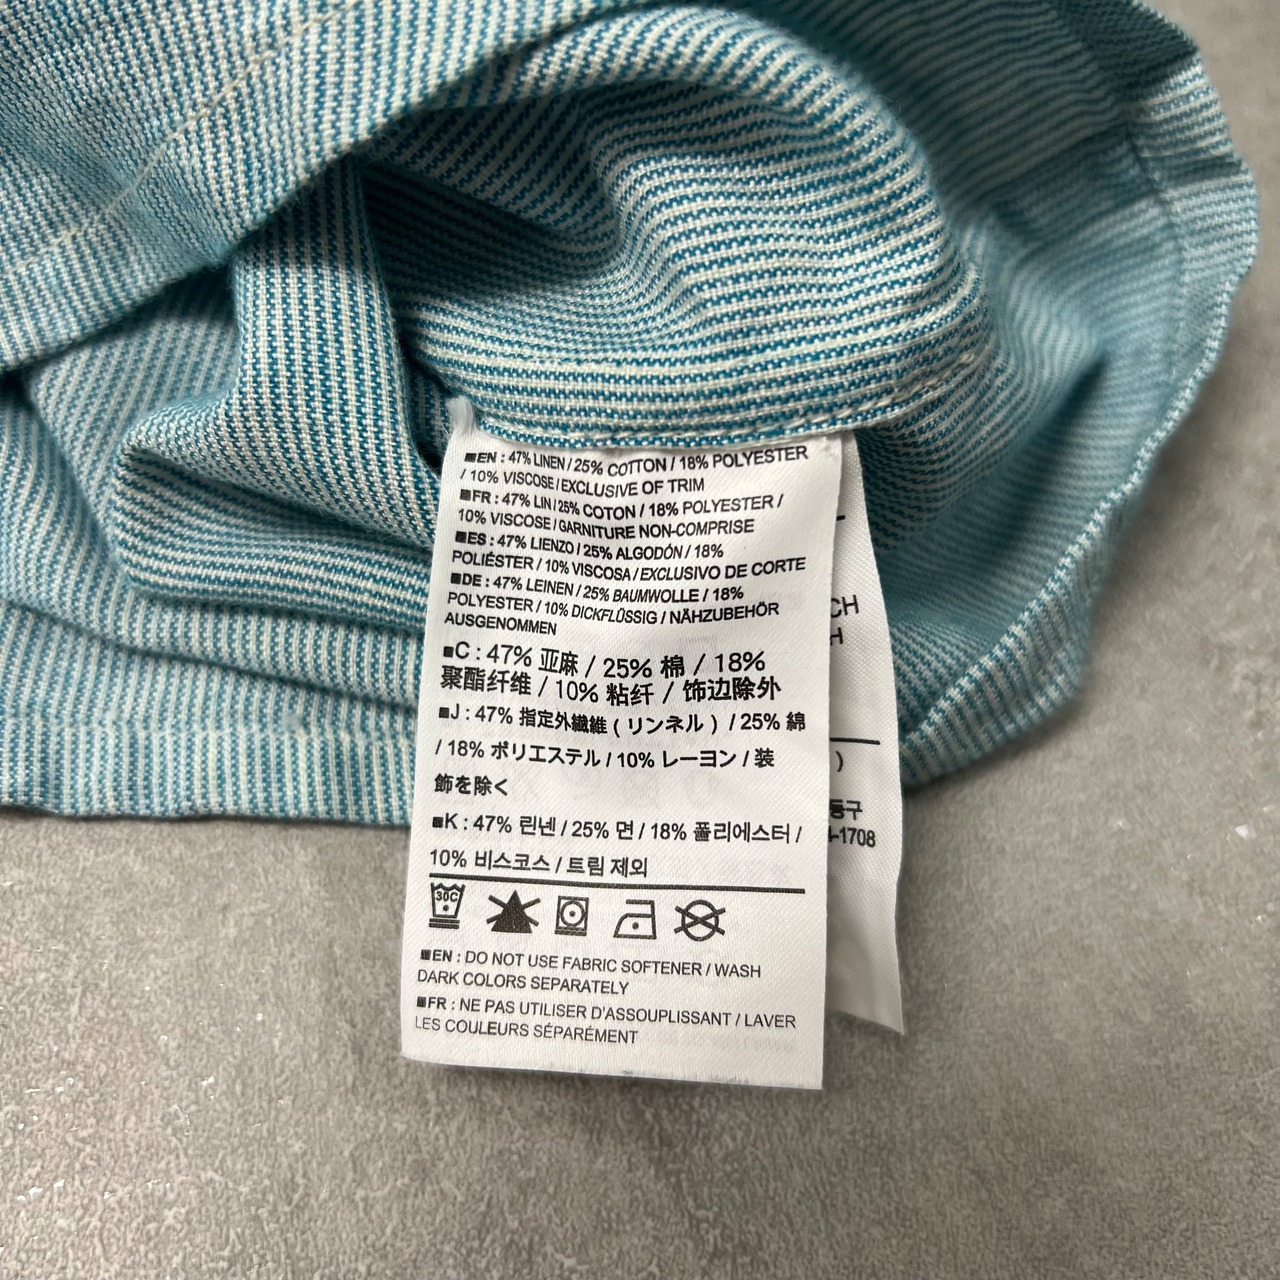 ■EN : 47% LINEN / 25% COTTON / 18% POLYESTER
/ 10% VISCOSE / EXCLUSIVE OF TRIM
■FR : 47% LIN / 25% COTON / 18% POLYESTER /
10% VISCOSE / GARNITURE NON-COMPRISE
■ES : 47% LIENZO / 25% ALGODÓN / 18%
POLIÉSTER / 10% VISCOSA / EXCLUSIVO DE CORTE
■DE : 47% LEINEN / 25% BAUMWOLLE / 18%
POLYESTER / 10% DICKFLÜSSIG / NÄHZUBEHÖR
AUSGENOMMEN
■C : 47% 亚麻 / 25% 棉 / 18%
聚酯纤维 / 10% 粘纤 / 饰边除外
■J : 47% 指定外繊維 ( リンネル ) / 25% 綿
/ 18% ポリエステル / 10% レーヨン / 装
飾を除く
■K : 47% 린넨 / 25% 면 / 18% 폴리에스터 /
10% 비스코스 / 트림 제외
30C
■EN : DO NOT USE FABRIC SOFTENER / WASH
DARK COLORS SEPARATELY
■FR : NE PAS UTILISER D'ASSOUPLISSANT / LAVER
LES COULEURS SÉPARÉMENT
CH
H
)
동구
-1708